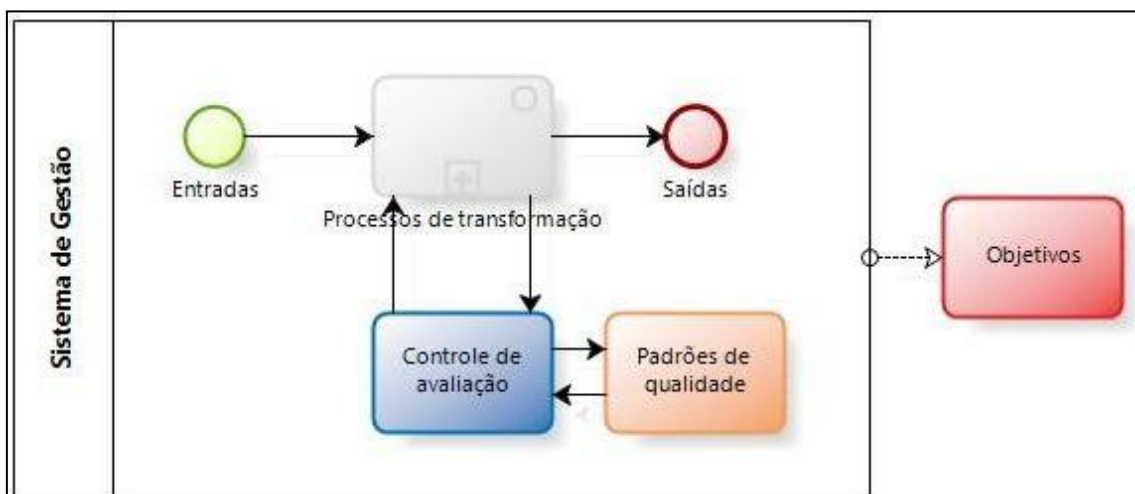 Sistema de Gestão
Entradas
Processos de transformação
Saídas
Controle de
avaliação
Padrões de
qualidade
Objetivos